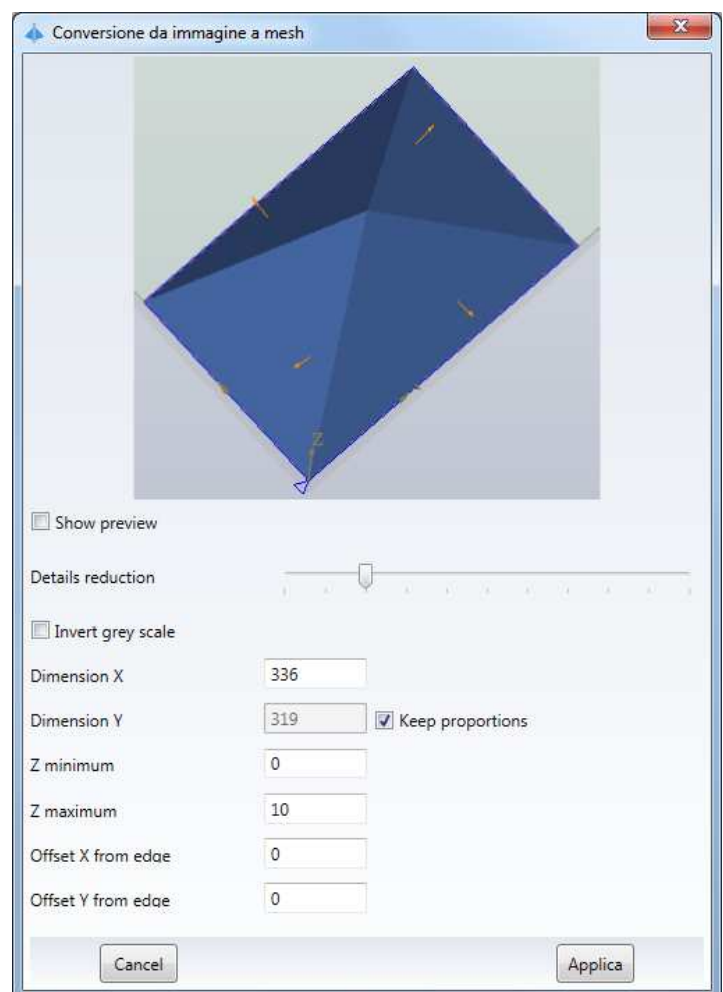 Conversione da immagine a mesh
Z
Show preview
Details reduction
Invert grey scale
Dimension X 336
Dimension Y 319 Keep proportions
Z minimum 0
Z maximum 10
Offset X from edge 0
Offset Y from edge 0
Cancel Applica